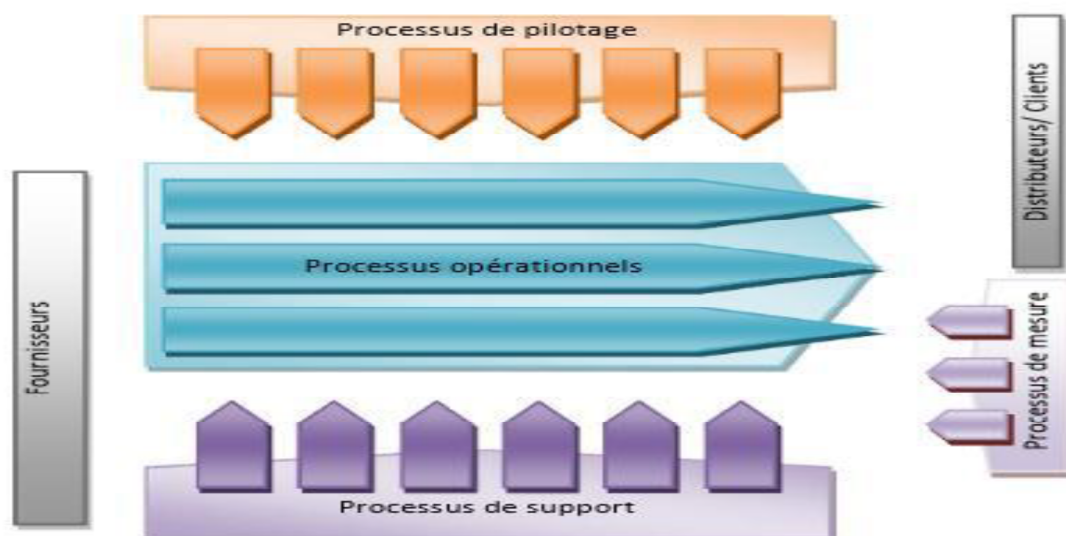 Processus de pilotage
Distributeurs/ Clients
Fournisseurs
Processus opérationnels
Processus de mesure
Processus de support